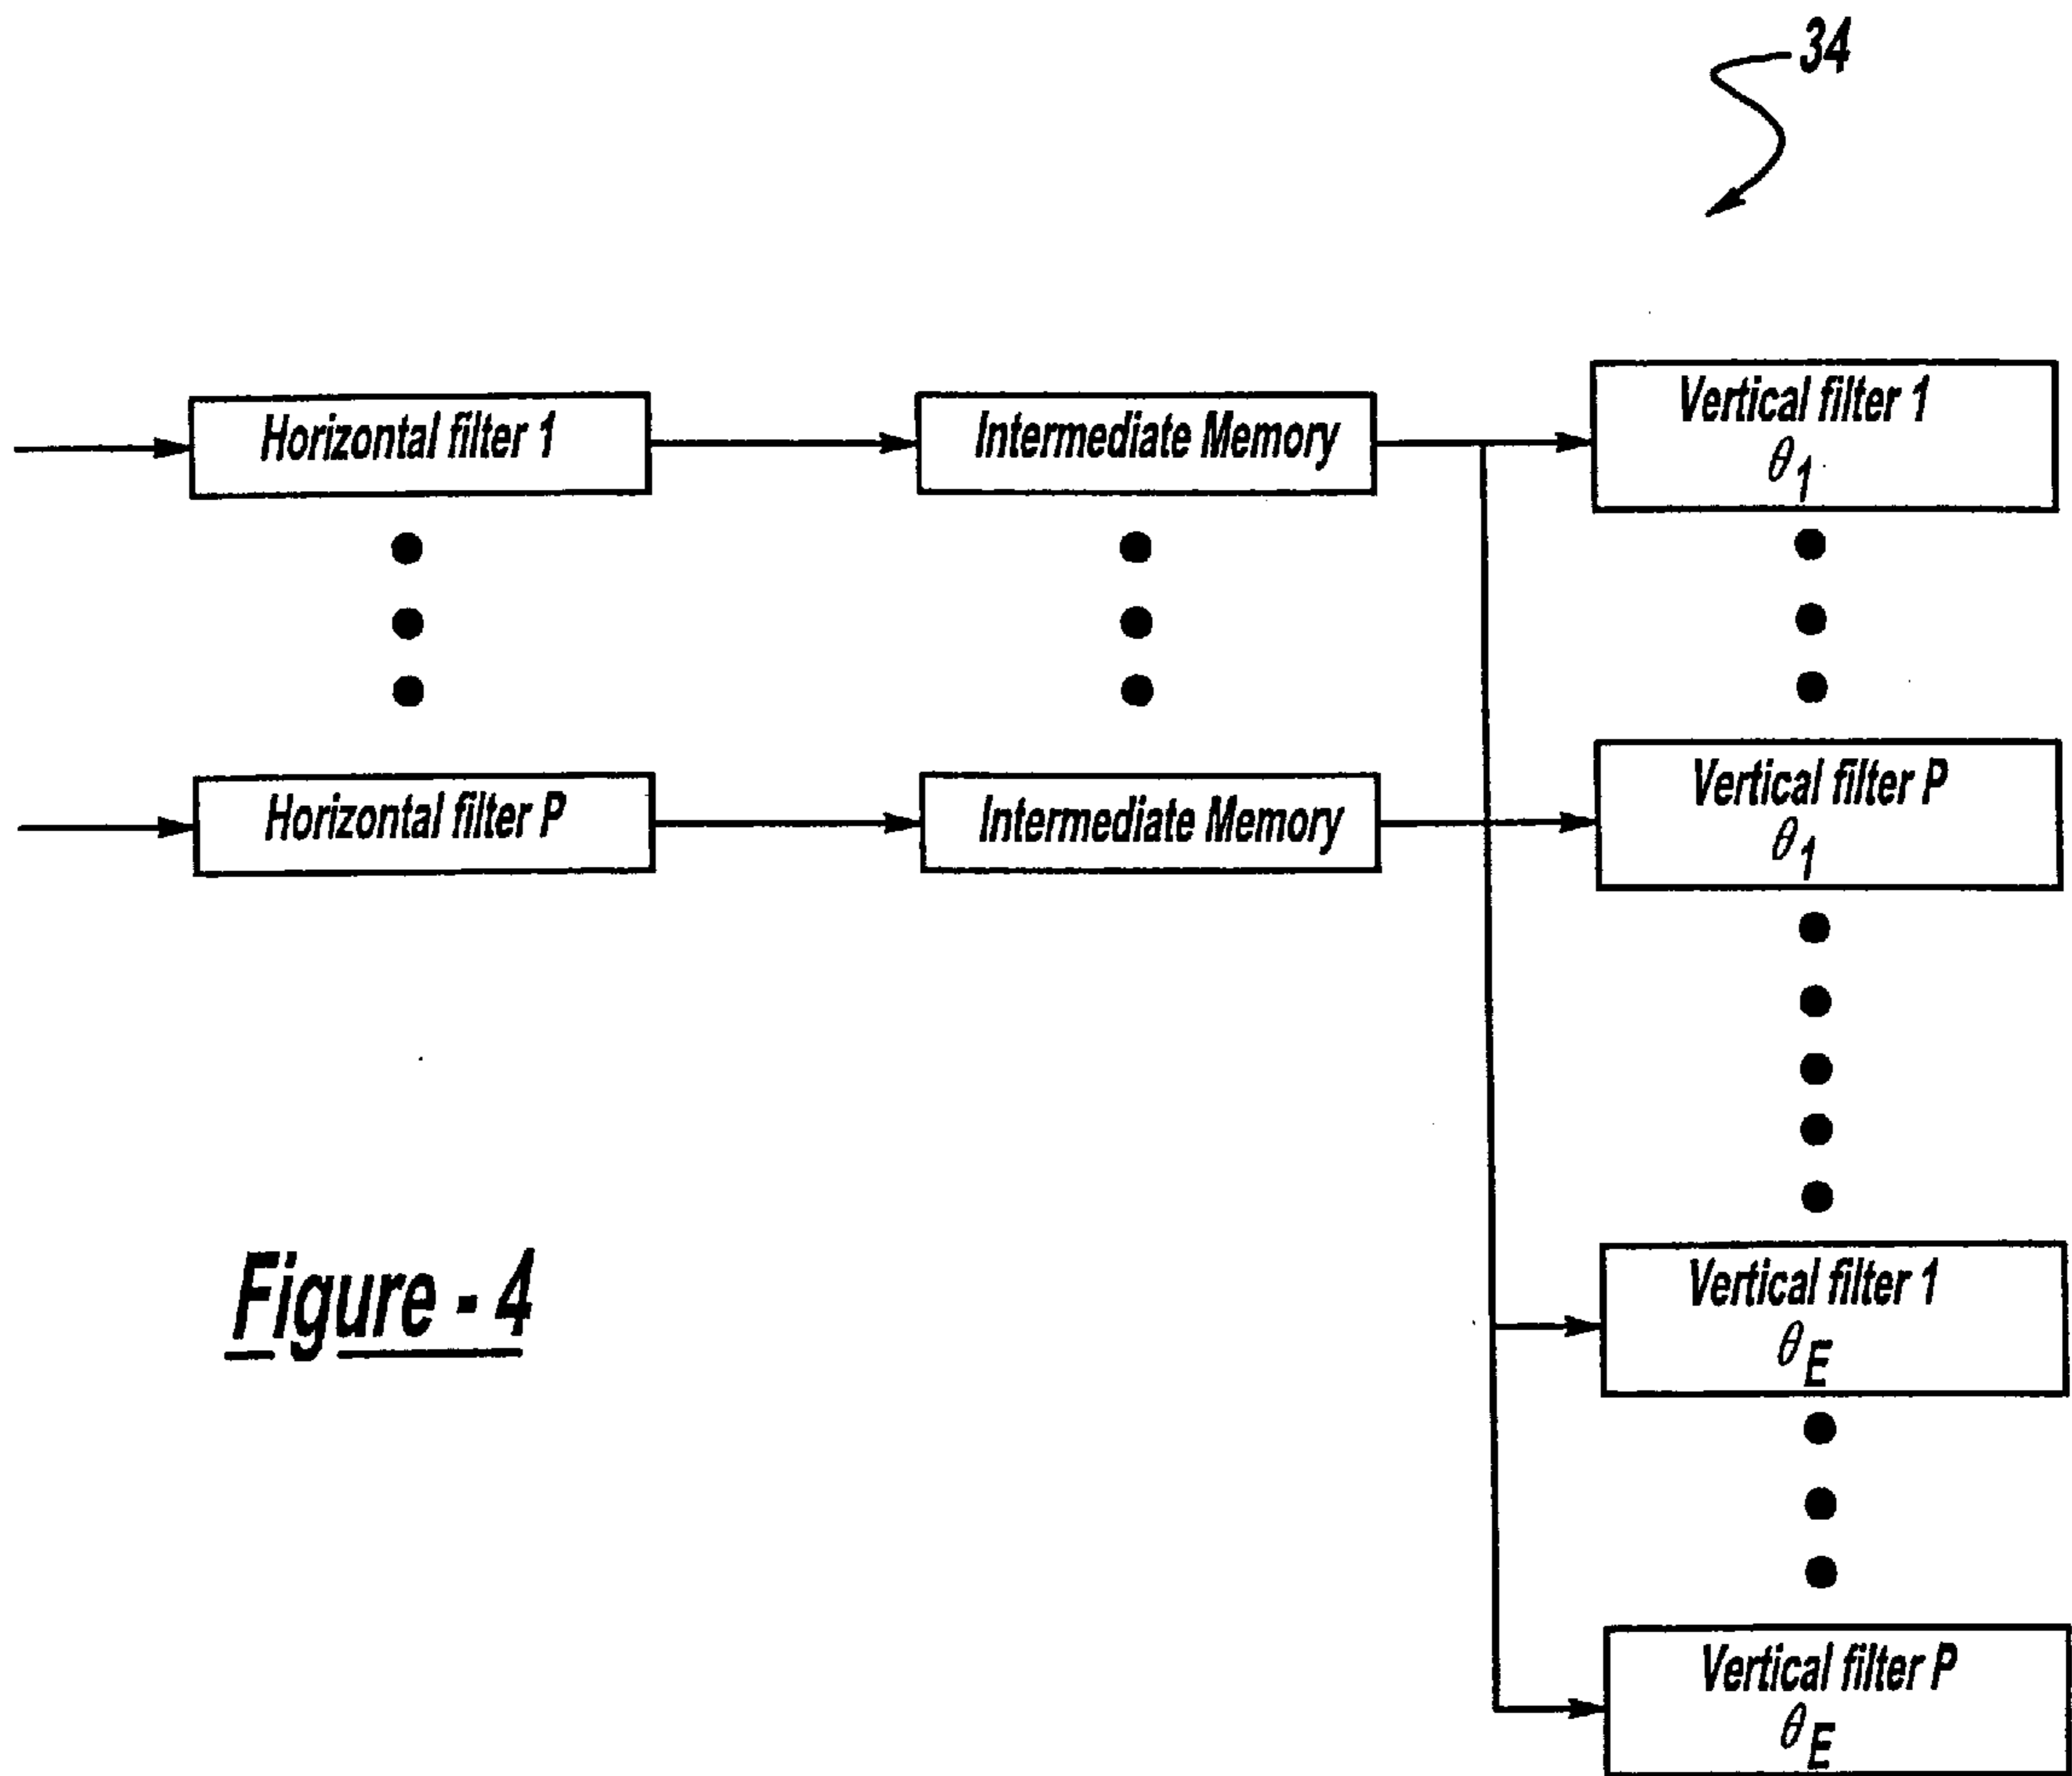 34
Horizontal filter 1
Intermediate Memory
Vertical filter 1
θ1
Horizontal filter P
Intermediate Memory
Vertical filter P
θ1
Vertical filter 1
θE
Figure - 4
Vertical filter P
θE